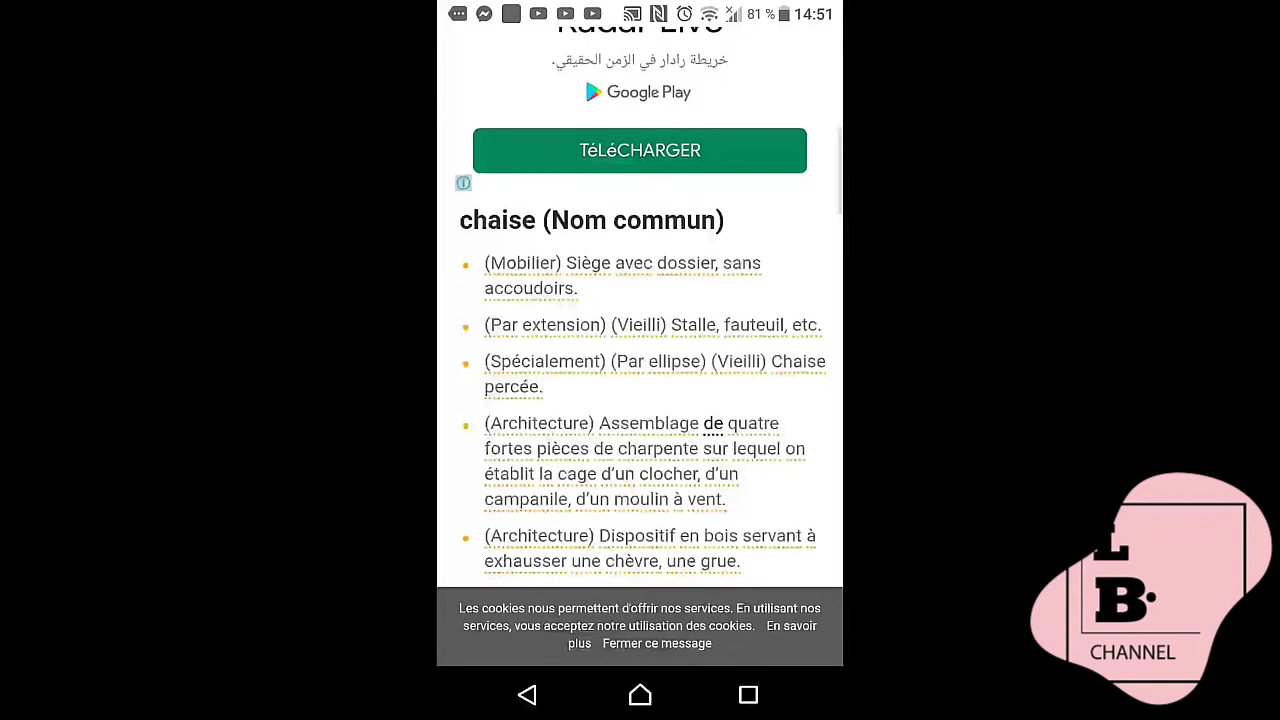 81 % 14:51
Radar Live
خريطة رادار في الزمن الحقيقي.
Google Play
TéLéCHARGER
chaise (Nom commun)
(Mobilier) Siège avec dossier, sans
accoudoirs.
(Par extension) (Vieilli) Stalle, fauteuil, etc.
(Spécialement) (Par ellipse) (Vieilli) Chaise
percée.
(Architecture) Assemblage de quatre
fortes pièces de charpente sur lequel on
établit la cage d'un clocher, d'un
campanile, d'un moulin à vent.
(Architecture) Dispositif en bois servant à
exhausser une chèvre, une grue.
Les cookies nous permettent d'offrir nos services. En utilisant nos
services, vous acceptez notre utilisation des cookies. En savoir
plus Fermer ce message
B.
CHANNEL